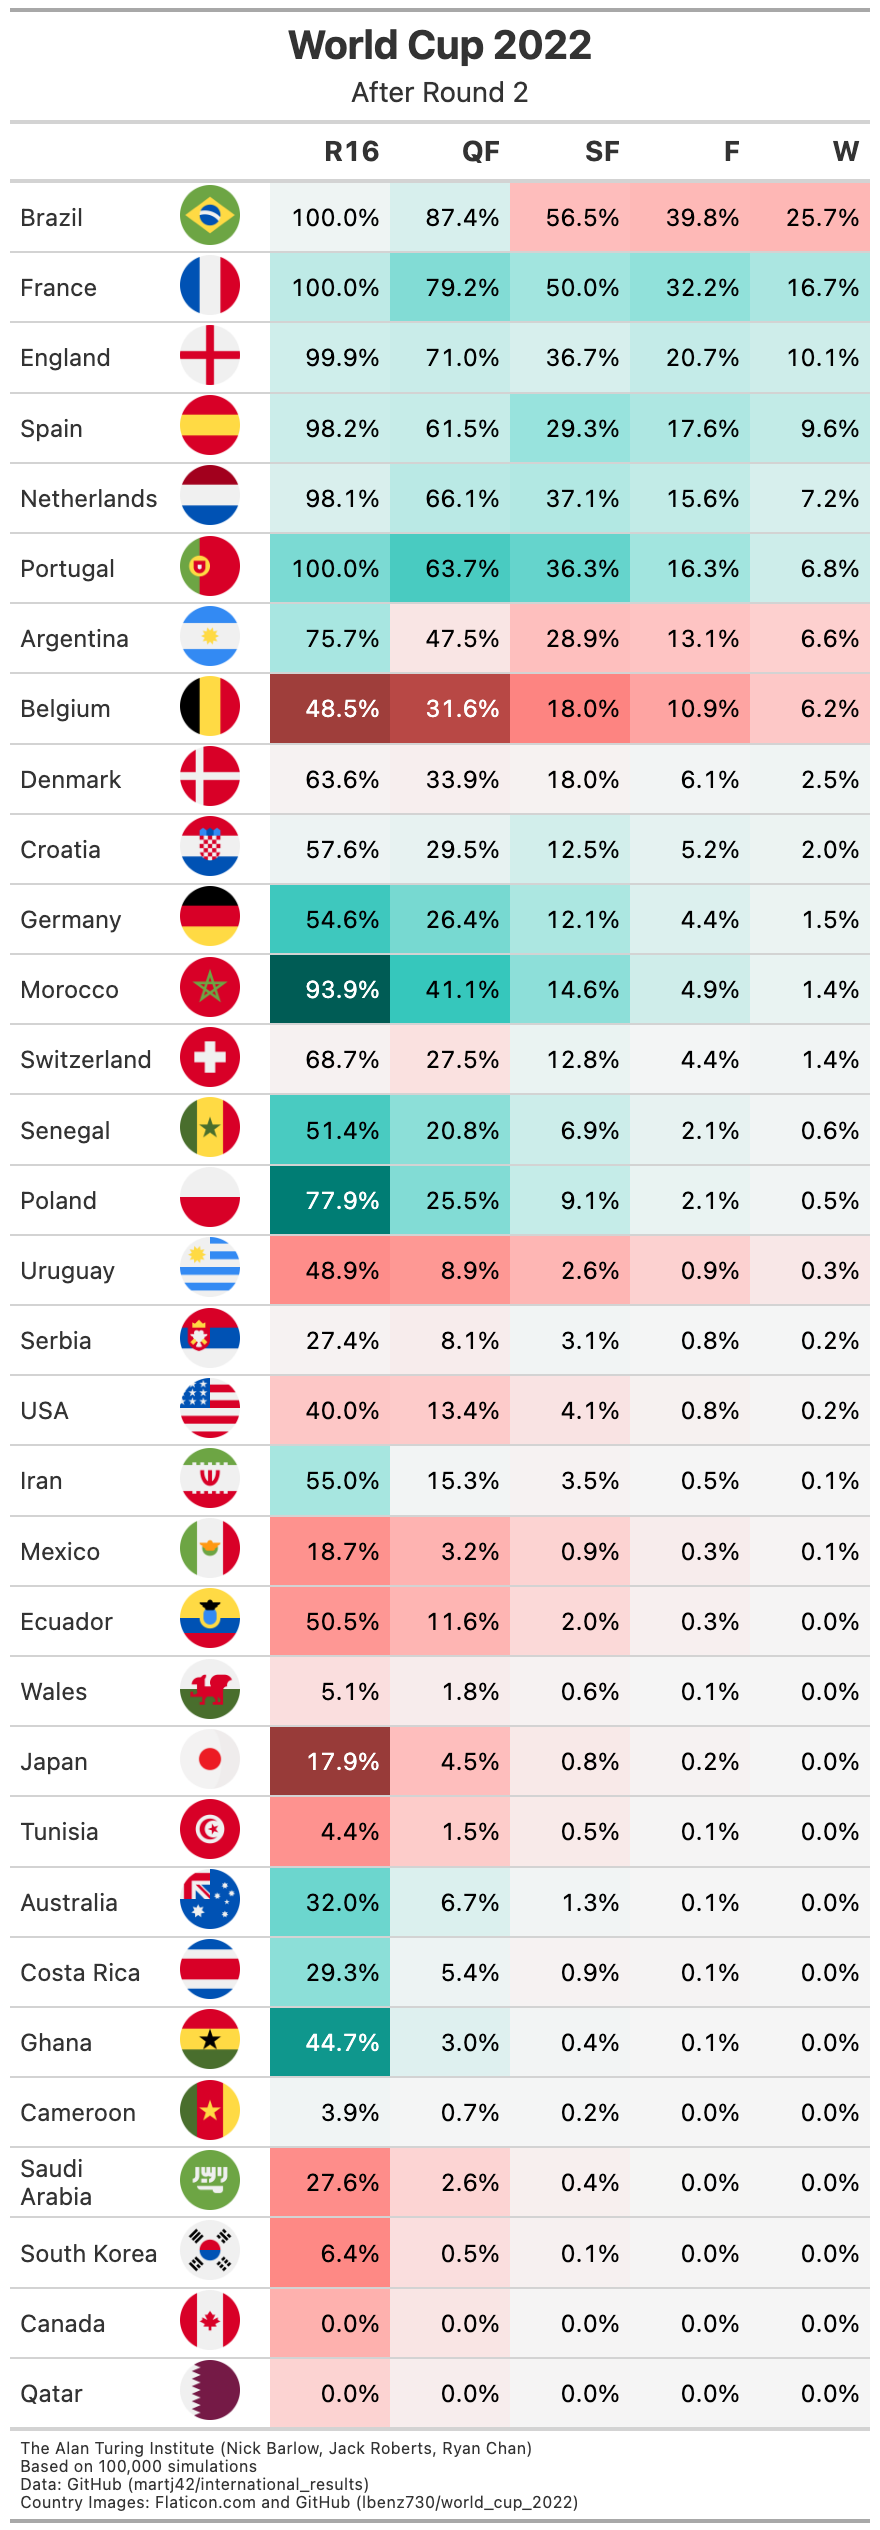 World Cup 2022
After Round 2
R16 QF SF F W
Brazil 100.0% 87.4% 56.5% 39.8% 25.7%
France 100.0% 79.2% 50.0% 32.2% 16.7%
England 99.9% 71.0% 36.7% 20.7% 10.1%
Spain 98.2% 61.5% 29.3% 17.6% 9.6%
Netherlands 98.1% 66.1% 37.1% 15.6% 7.2%
Portugal 100.0% 63.7% 36.3% 16.3% 6.8%
Argentina 75.7% 47.5% 28.9% 13.1% 6.6%
Belgium 48.5% 31.6% 18.0% 10.9% 6.2%
Denmark 63.6% 33.9% 18.0% 6.1% 2.5%
Croatia 57.6% 29.5% 12.5% 5.2% 2.0%
Germany 54.6% 26.4% 12.1% 4.4% 1.5%
Morocco 93.9% 41.1% 14.6% 4.9% 1.4%
Switzerland 68.7% 27.5% 12.8% 4.4% 1.4%
Senegal 51.4% 20.8% 6.9% 2.1% 0.6%
Poland 77.9% 25.5% 9.1% 2.1% 0.5%
Uruguay 48.9% 8.9% 2.6% 0.9% 0.3%
Serbia 27.4% 8.1% 3.1% 0.8% 0.2%
USA 40.0% 13.4% 4.1% 0.8% 0.2%
Iran 55.0% 15.3% 3.5% 0.5% 0.1%
Mexico 18.7% 3.2% 0.9% 0.3% 0.1%
Ecuador 50.5% 11.6% 2.0% 0.3% 0.0%
Wales 5.1% 1.8% 0.6% 0.1% 0.0%
Japan 17.9% 4.5% 0.8% 0.2% 0.0%
Tunisia 4.4% 1.5% 0.5% 0.1% 0.0%
Australia 32.0% 6.7% 1.3% 0.1% 0.0%
Costa Rica 29.3% 5.4% 0.9% 0.1% 0.0%
Ghana 44.7% 3.0% 0.4% 0.1% 0.0%
Cameroon 3.9% 0.7% 0.2% 0.0% 0.0%
Saudi
Arabia 27.6% 2.6% 0.4% 0.0% 0.0%
South Korea 6.4% 0.5% 0.1% 0.0% 0.0%
Canada 0.0% 0.0% 0.0% 0.0% 0.0%
Qatar 0.0% 0.0% 0.0% 0.0% 0.0%
The Alan Turing Institute (Nick Barlow, Jack Roberts, Ryan Chan)
Based on 100,000 simulations
Data: GitHub (martj42/international_results)
Country Images: Flaticon.com and GitHub (lbenz730/world_cup_2022)